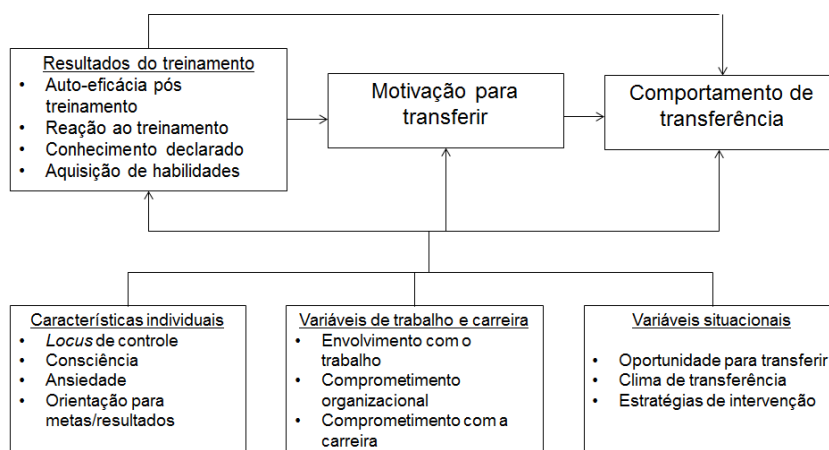 Resultados do treinamento
• Auto-eficácia pós
treinamento
• Reação ao treinamento
• Conhecimento declarado
• Aquisição de habilidades
Motivação para
transferir
Comportamento de
transferência
Características individuais
• Locus de controle
• Consciência
• Ansiedade
• Orientação para
metas/resultados
Variáveis de trabalho e carreira
• Envolvimento com o
trabalho
• Comprometimento
organizacional
• Comprometimento com a
carreira
Variáveis situacionais
• Oportunidade para transferir
• Clima de transferência
• Estratégias de intervenção